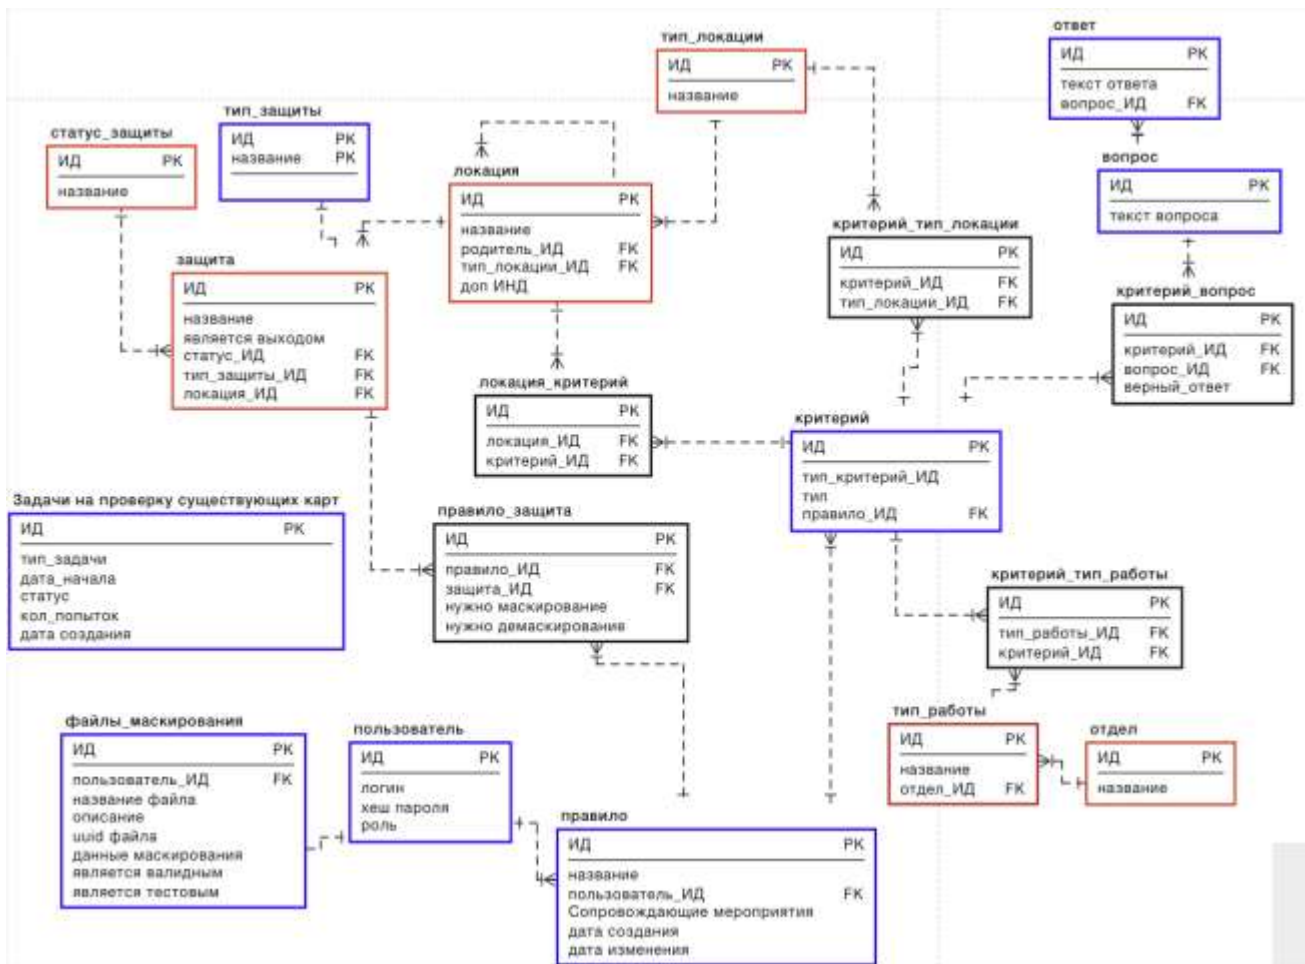 тип_локации
ИД PK
название
ответ
ИД PK
текст ответа
вопрос_ИД FK
статус_защиты
ИД PK
название
тип_защиты
ИД PK
название PK
локация
ИД PK
название
родитель_ИД FK
тип_локации_ИД FK
доп ИНД
вопрос
ИД PK
текст вопроса
критерий_тип_локации
ИД PK
критерий_ИД FK
тип_локации_ИД FK
защита
ИД PK
название
является выходом
статус_ИД FK
тип_защиты_ИД FK
локация_ИД FK
критерий_вопрос
ИД PK
критерий_ИД FK
вопрос_ИД FK
верный_ответ
локация_критерий
ИД PK
локация_ИД FK
критерий_ИД FK
критерий
ИД PK
тип_критерий_ИД
тип
правило_ИД FK
Задачи на проверку существующих карт
ИД PK
тип_задачи
дата_начала
статус
кол_попыток
дата создания
правило_защита
ИД PK
правило_ИД FK
защита_ИД FK
нужно маскирование
нужно демаскирование
критерий_тип_работы
ИД PK
тип_работы_ИД FK
критерий_ИД FK
файлы_маскирования
ИД PK
пользователь_ИД FK
название файла
описание
uuid файла
данные маскирования
является валидным
является тестовым
пользователь
ИД PK
логин
хеш пароля
роль
тип_работы
ИД PK
название
отдел_ИД FK
отдел
ИД PK
название
правило
ИД PK
название
пользователь_ИД FK
Сопровождающие мероприятия
дата создания
дата изменения